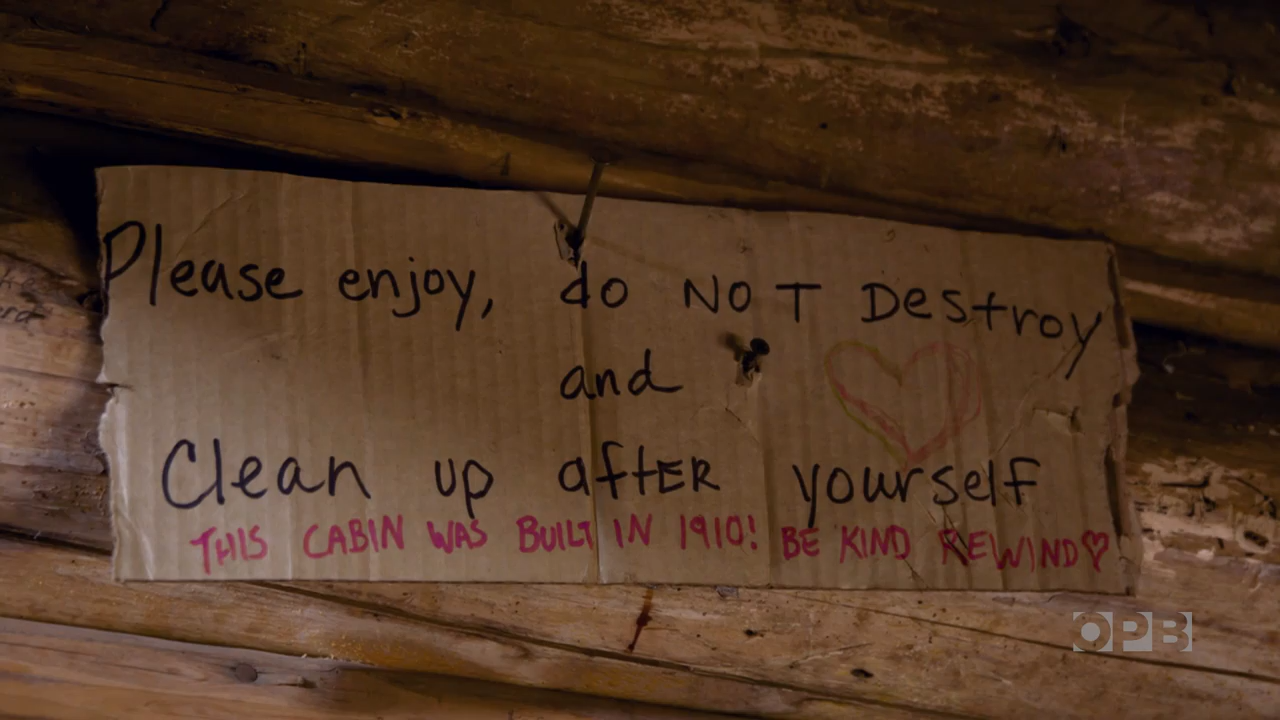 Please enjoy, do NOT Destroy
and
Clean up aftER yourself
THIS CABIN WAS BUILT IN 1910! BE KIND REWIND♡
OPB